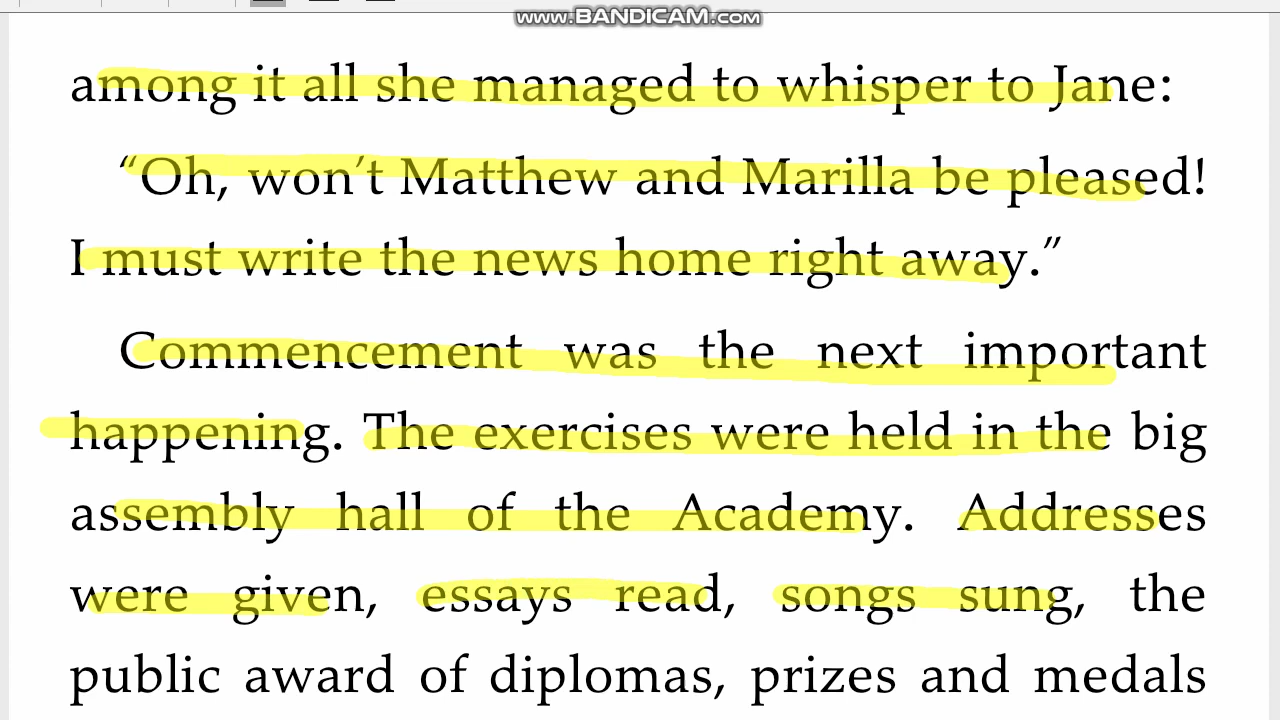 www.BANDICAM.com
among it all she managed to whisper to Jane:
“Oh, won’t Matthew and Marilla be pleased!
I must write the news home right away.”
Commencement was the next important
happening. The exercises were held in the big
assembly hall of the Academy. Addresses
were given, essays read, songs sung, the
public award of diplomas, prizes and medals